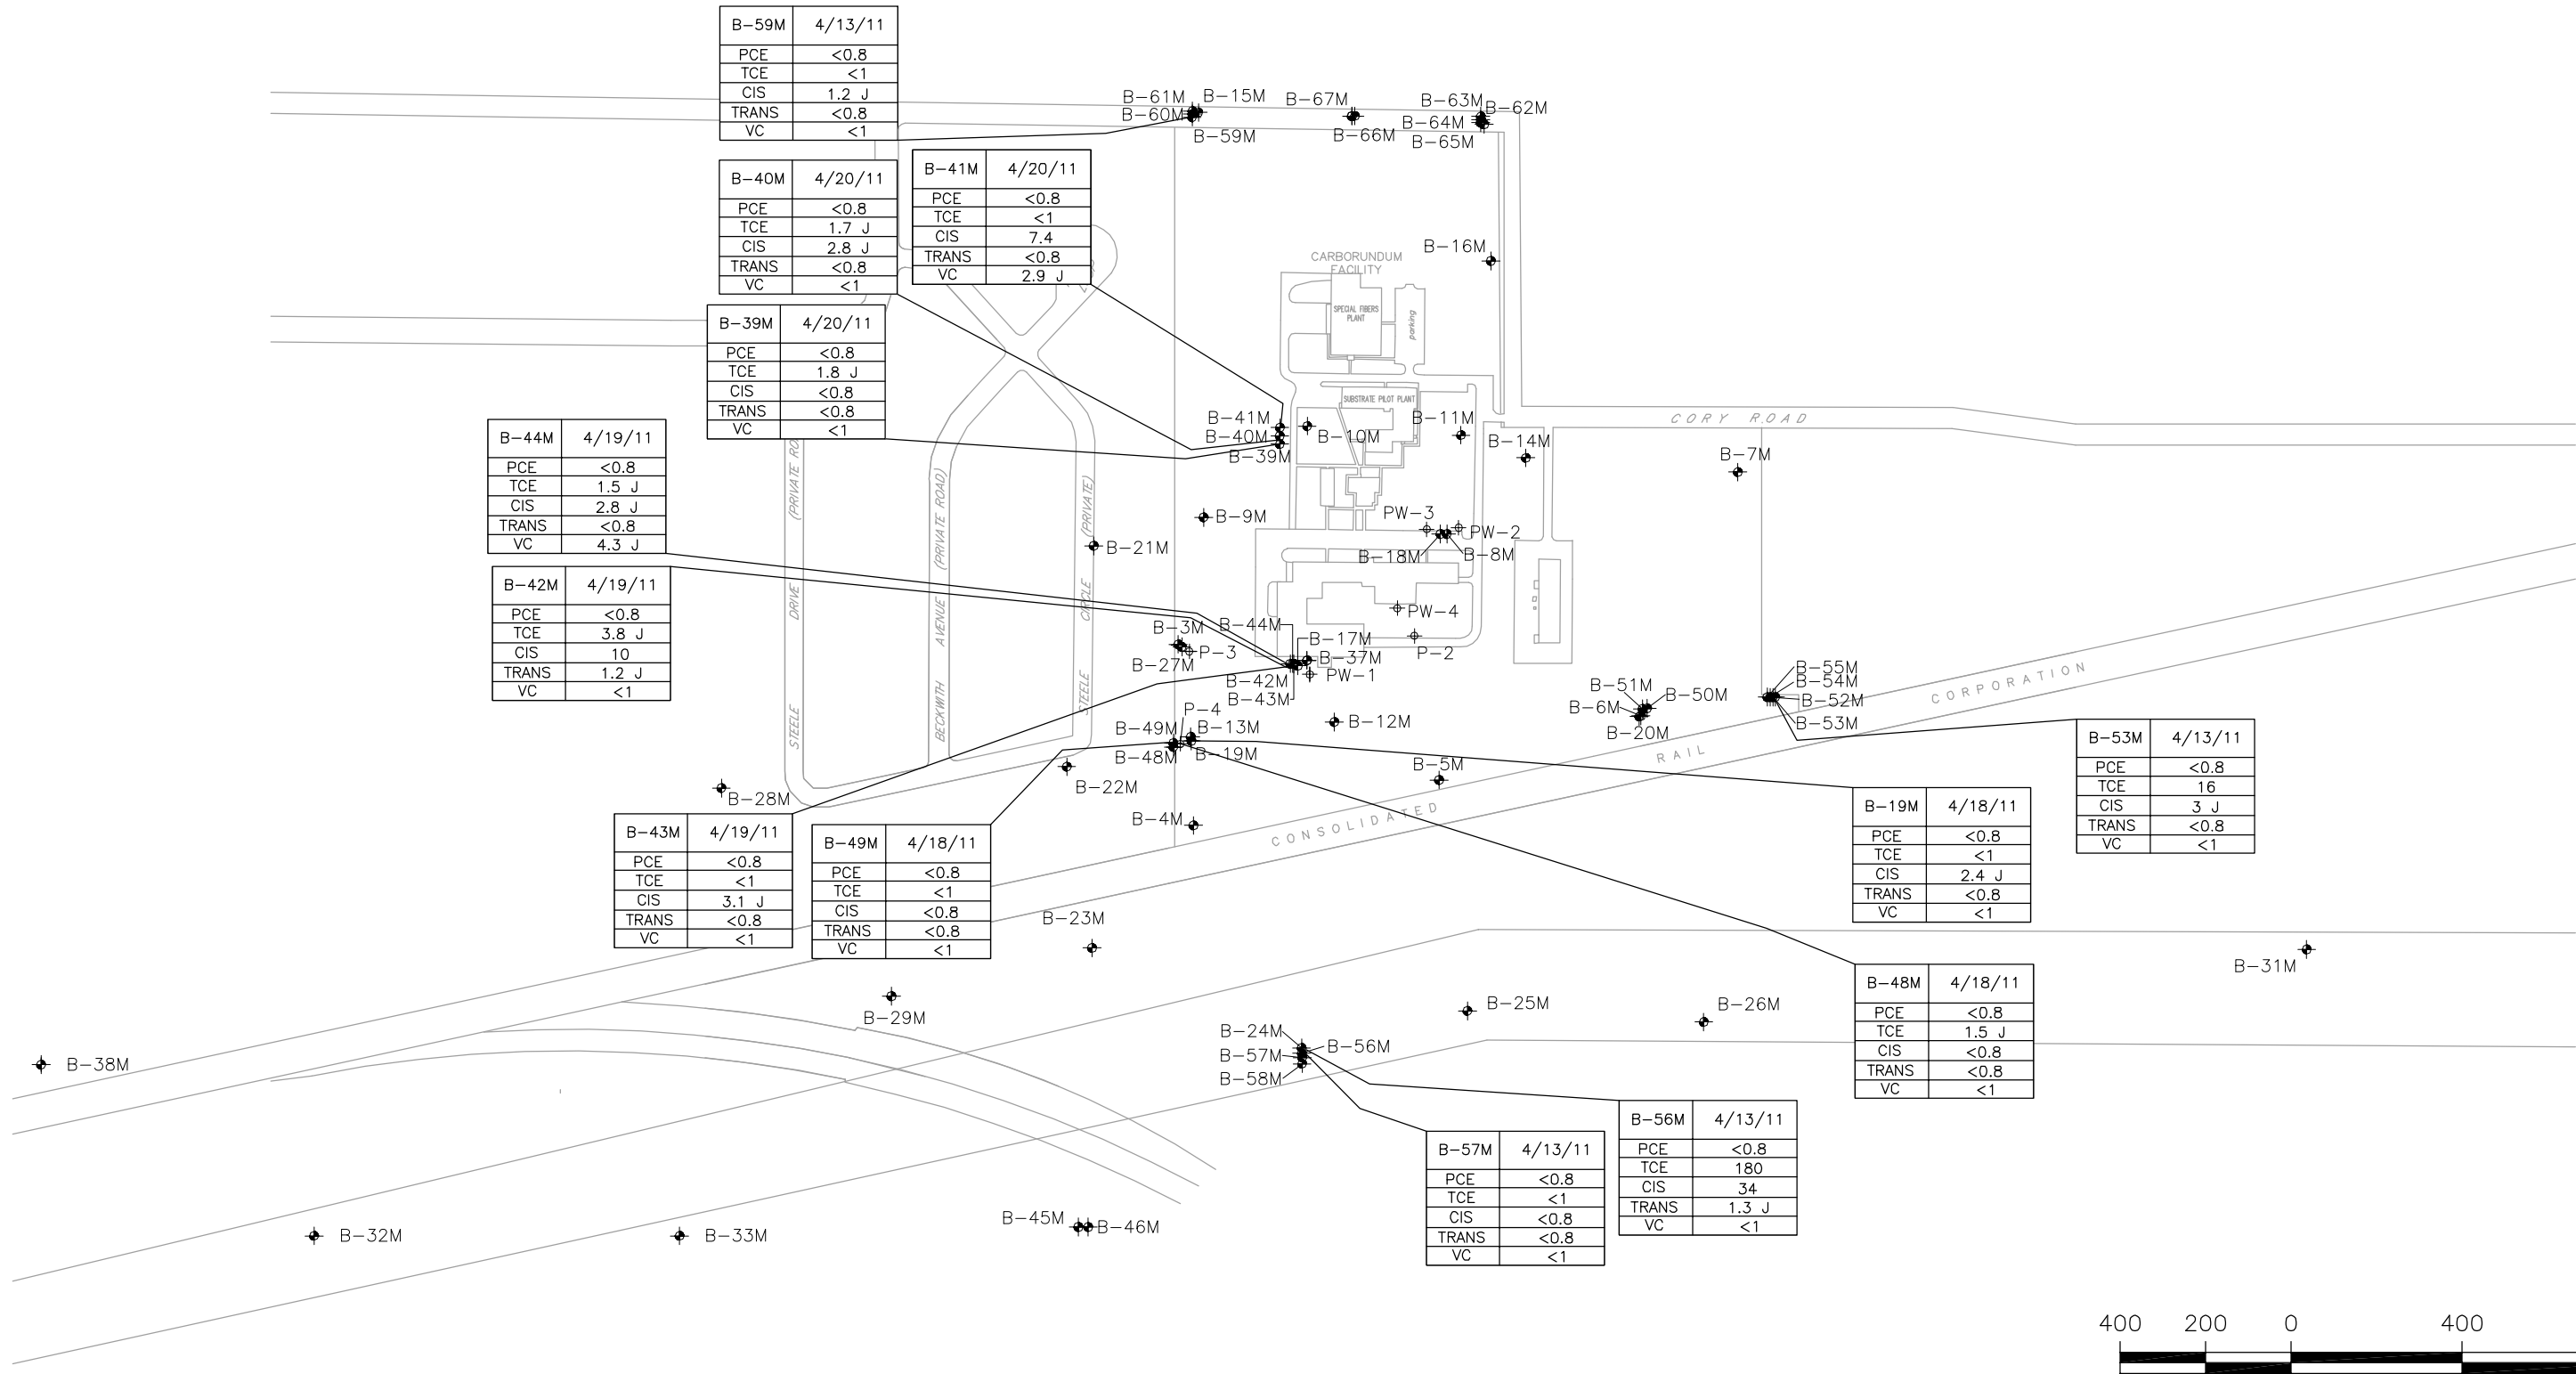 B-59M 4/13/11
PCE <0.8
TCE <1
CIS 1.2 J
TRANS <0.8
VC <1
B-61M
B-15M
B-60M
B-59M
B-67M
B-66M
B-63M
B-62M
B-64M
B-65M
B-40M 4/20/11
PCE <0.8
TCE 1.7 J
CIS 2.8 J
TRANS <0.8
VC <1
B-41M 4/20/11
PCE <0.8
TCE <1
CIS 7.4
TRANS <0.8
VC 2.9 J
B-16M
CARBORUNDUM
FACILITY
SPECIAL FIBERS
PLANT
parking
SUBSTRATE PILOT PLANT
B-39M 4/20/11
PCE <0.8
TCE 1.8 J
CIS <0.8
TRANS <0.8
VC <1
B-41M
B-40M
B-39M
B-10M
B-11M
B-14M
CORY ROAD
B-7M
B-44M 4/19/11
PCE <0.8
TCE 1.5 J
CIS 2.8 J
TRANS <0.8
VC 4.3 J
B-42M 4/19/11
PCE <0.8
TCE 3.8 J
CIS 10
TRANS 1.2 J
VC <1
STEELE DRIVE (PRIVATE RO
BECKWITH AVENUE (PRIVATE ROAD)
STEELE CIRCLE (PRIVATE)
B-9M
B-21M
PW-3
PW-2
B-18M
B-8M
PW-4
P-2
B-3M
P-3
B-27M
B-44M
B-17M
B-37M
B-42M
PW-1
B-43M
P-4
B-49M
B-13M
B-48M
B-19M
B-12M
B-22M
B-28M
B-4M
B-5M
B-51M
B-50M
B-6M
B-20M
B-55M
B-54M
B-52M
B-53M
CONSOLIDATED RAIL CORPORATION
B-53M 4/13/11
PCE <0.8
TCE 16
CIS 3 J
TRANS <0.8
VC <1
B-19M 4/18/11
PCE <0.8
TCE <1
CIS 2.4 J
TRANS <0.8
VC <1
B-43M 4/19/11
PCE <0.8
TCE <1
CIS 3.1 J
TRANS <0.8
VC <1
B-49M 4/18/11
PCE <0.8
TCE <1
CIS <0.8
TRANS <0.8
VC <1
B-23M
B-29M
B-38M
B-31M
B-25M
B-26M
B-24M
B-56M
B-57M
B-58M
B-48M 4/18/11
PCE <0.8
TCE 1.5 J
CIS <0.8
TRANS <0.8
VC <1
B-56M 4/13/11
PCE <0.8
TCE 180
CIS 34
TRANS 1.3 J
VC <1
B-57M 4/13/11
PCE <0.8
TCE <1
CIS <0.8
TRANS <0.8
VC <1
B-32M
B-33M
B-45M
B-46M
400 200 0 400